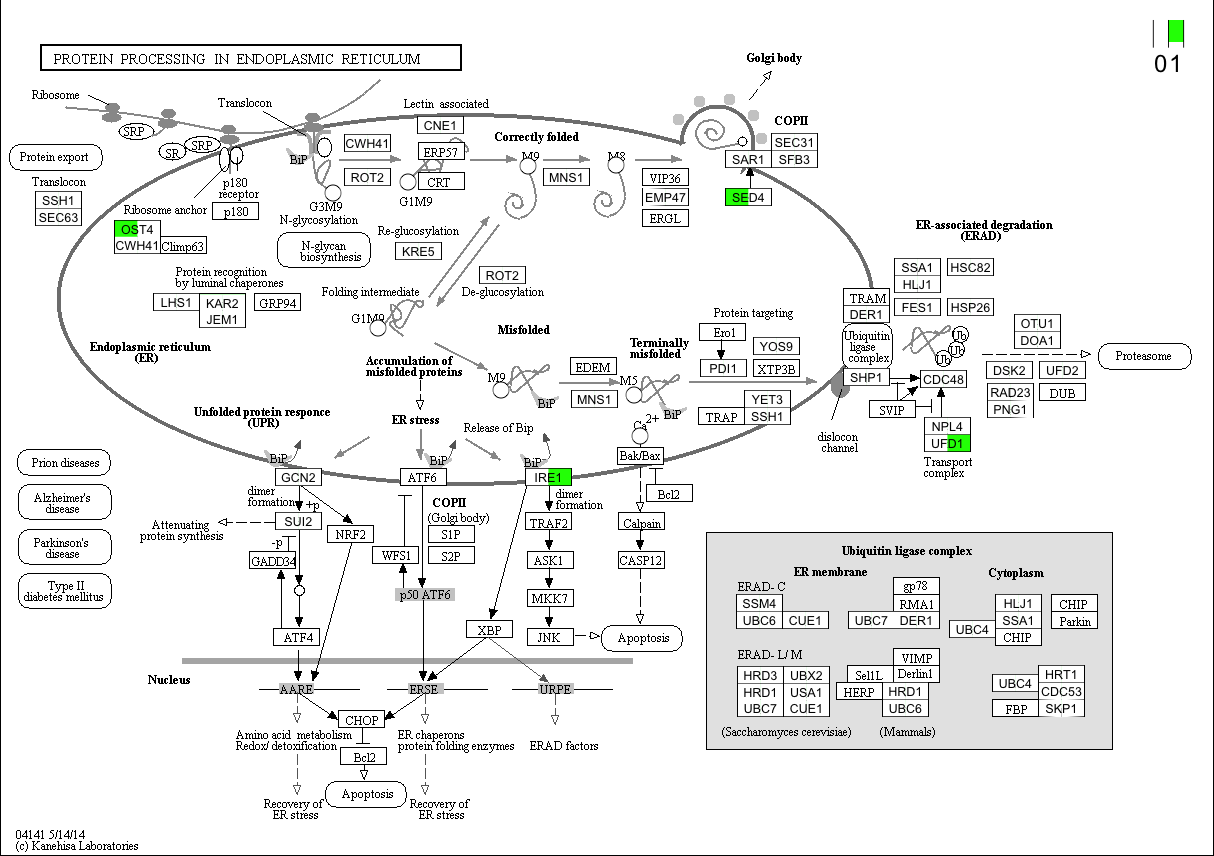 PROTEIN PROCESSING IN ENDOPLASMIC RETICULUM
01
Golgi body
Ribosome
Translocon
Lectin associated
COPII
SRP
SR
SRP
BiP
CWH41
ROT2
CNE1
ERP57
CRT
G1M9
Correctly folded
M9
MNS1
M8
VIP36
EMP47
ERGL
SAR1
SEC31
SFB3
SED4
Protein export
Translocon
SSH1
SEC63
p180
receptor
p180
Ribosome anchor
OST4
CWH41
Climp63
G3M9
N-glycosylation
N-glycan
biosynthesis
Re-glucosylation
KRE5
ROT2
De-glucosylation
ER-associated degradation
(ERAD)
SSA1
HLJ1
HSC82
FES1
HSP26
Protein recognition
by luminal chaperones
LHS1
KAR2
JEM1
GRP94
Folding intermediate
G1M9
TRAM
DER1
Ubiquitin
ligase
complex
Ub
Ub
Ub
OTU1
DOA1
Proteasome
DSK2
UFD2
RAD23
PNG1
DUB
Endoplasmic reticulum
(ER)
Accumulation of
misfolded proteins
Misfolded
Terminally
misfolded
Protein targeting
Ero1
PDI1
YOS9
XTP3B
M9
BiP
EDEM
MNS1
M5
BiP
TRAP
YET3
SSH1
SHP1
CDC48
SVIP
NPL4
UFD1
Transport
complex
dislocon
channel
Unfolded protein responce
(UPR)
ER stress
Release of Bip
Ca2+
Bak/Bax
Bcl2
BiP
GCN2
BiP
ATF6
BiP
IRE1
Prion diseases
Alzheimer's
disease
Parkinson's
disease
Type II
diabetes mellitus
dimer
formation
+p
SUI2
Attenuating
protein synthesis
-p
GADD34
NRF2
ATF4
COPII
(Golgi body)
S1P
S2P
WFS1
p50 ATF6
dimer
formation
TRAF2
ASK1
MKK7
JNK
XBP
Calpain
CASP12
Apoptosis
Nucleus
AARE
ERSE
URPE
CHOP
Bcl2
Apoptosis
Amino acid metabolism
Redox/ detoxification
ER chaperons
protein folding enzymes
ERAD factors
Recovery of
ER stress
Recovery of
ER stress
Ubiquitin ligase complex
ER membrane
Cytoplasm
ERAD- C
SSM4
UBC6
CUE1
gp78
RMA1
UBC7
DER1
HLJ1
SSA1
UBC4
CHIP
CHIP
Parkin
ERAD- L/ M
HRD3
UBX2
HRD1
USA1
UBC7
CUE1
VIMP
Sel1L
Derlin1
HERP
HRD1
UBC6
HRT1
UBC4
CDC53
FBP
SKP1
(Saccharomyces cerevisiae)
(Mammals)
04141 5/14/14
(c) Kanehisa Laboratories